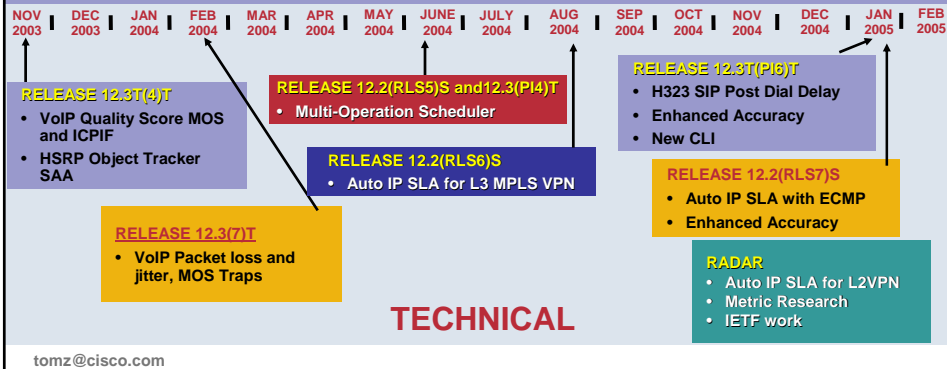 NOV DEC JAN FEB MAR APR MAY JUNE JULY AUG SEP OCT NOV DEC JAN FEB
2003 2003 2004 2004 2004 2004 2004 2004 2004 2004 2004 2004 2004 2004 2005 2005
RELEASE 12.3T(4)T
• VoIP Quality Score MOS
and ICPIF
• HSRP Object Tracker
SAA
RELEASE 12.3(7)T
• VoIP Packet loss and
jitter, MOS Traps
RELEASE 12.2(RLS5)S and12.3(PI4)T
• Multi-Operation Scheduler
RELEASE 12.2(RLS6)S
• Auto IP SLA for L3 MPLS VPN
RELEASE 12.3T(PI6)T
• H323 SIP Post Dial Delay
• Enhanced Accuracy
• New CLI
RELEASE 12.2(RLS7)S
• Auto IP SLA with ECMP
• Enhanced Accuracy
RADAR
• Auto IP SLA for L2VPN
• Metric Research
• IETF work
TECHNICAL
tomz@cisco.com